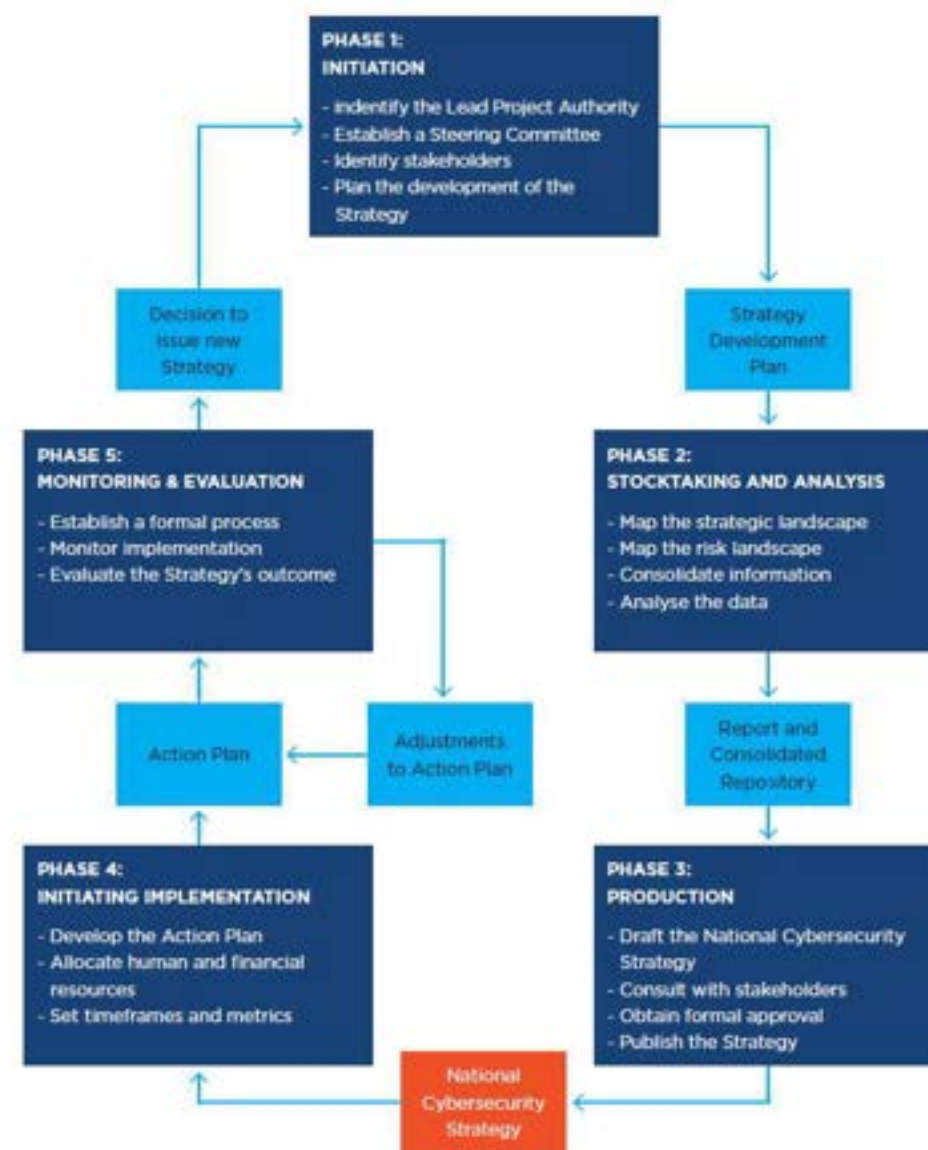 PHASE 1:
INITIATION
- indentify the Lead Project Authority
- Establish a Steering Committee
- Identify stakeholders
- Plan the development of the
Strategy
Decision to
issue new
Strategy
Strategy
Development
Plan
PHASE 5:
MONITORING & EVALUATION
- Establish a formal process
- Monitor implementation
- Evaluate the Strategy's outcome
PHASE 2:
STOCKTAKING AND ANALYSIS
- Map the strategic landscape
- Map the risk landscape
- Consolidate information
- Analyse the data
Action Plan
Adjustments
to Action Plan
Report and
Consolidated
Repository
PHASE 4:
INITIATING IMPLEMENTATION
- Develop the Action Plan
- Allocate human and financial
resources
- Set timeframes and metrics
PHASE 3:
PRODUCTION
- Draft the National Cybersecurity
Strategy
- Consult with stakeholders
- Obtain formal approval
- Publish the Strategy
National
Cybersecurity
Strategy